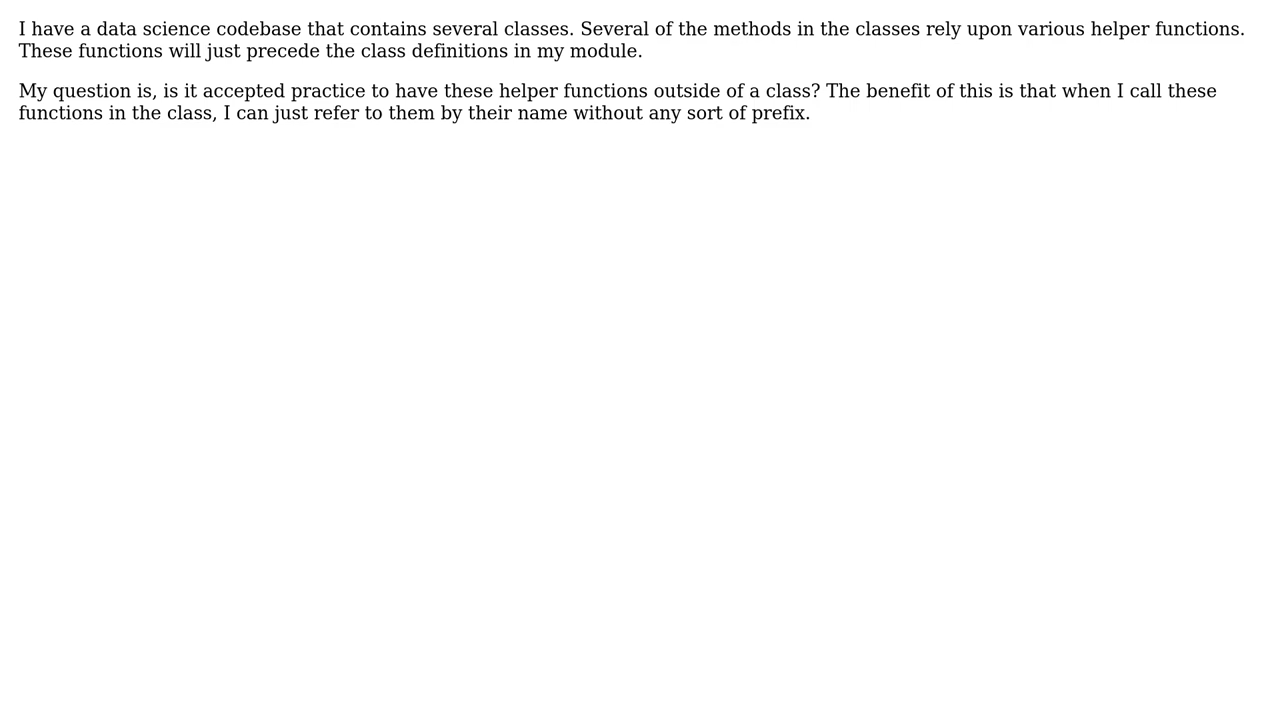 I have a data science codebase that contains several classes. Several of the methods in the classes rely upon various helper functions.
These functions will just precede the class definitions in my module.
My question is, is it accepted practice to have these helper functions outside of a class? The benefit of this is that when I call these
functions in the class, I can just refer to them by their name without any sort of prefix.